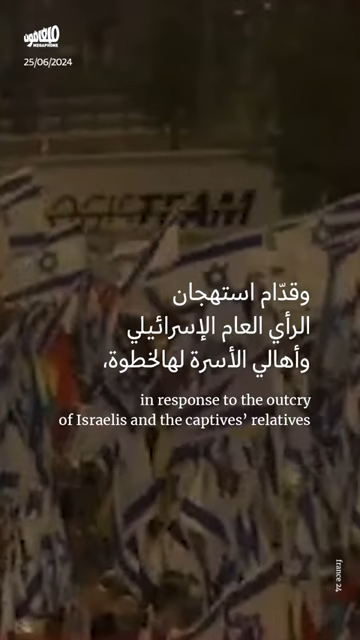 ميغافون
MEGAPHONE
25/06/2024
TEAM
وقدّام استهجان
الرأي العام الإسرائيلي
وأهالي الأسرة لهالخطوة،
in response to the outcry
of Israelis and the captives’ relatives
france 24